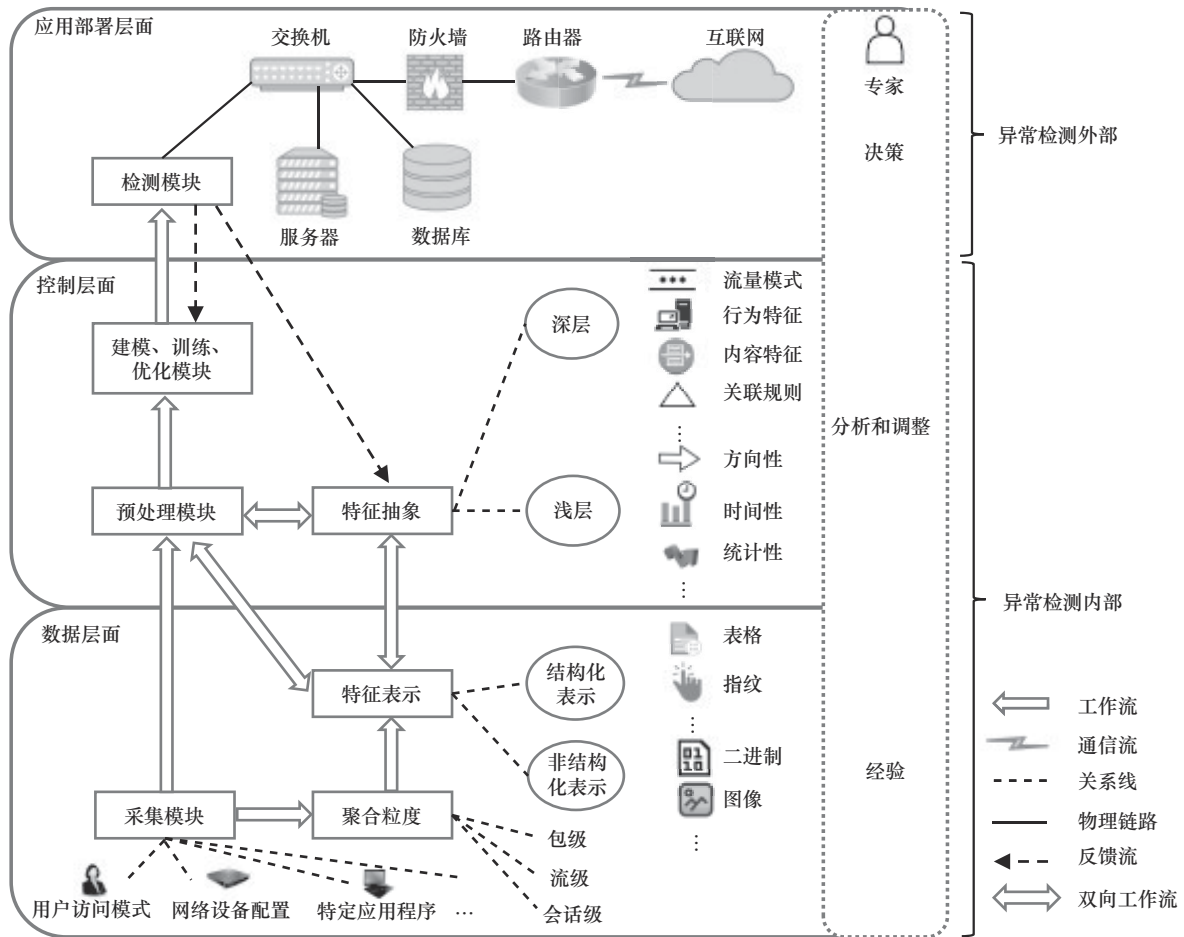 应用部署层面
交换机
防火墙
路由器
互联网
专家
决策
异常检测外部
检测模块
服务器
数据库
控制层面
流量模式
深层
行为特征
建模、训练、
优化模块
内容特征
关联规则
⋮
分析和调整
方向性
预处理模块
特征抽象
浅层
时间性
统计性
⋮
异常检测内部
数据层面
表格
结构化
表示
特征表示
指纹
⋮
非结构
化表示
二进制
经验
图像
采集模块
聚合粒度
包级
⋮
流级
会话级
用户访问模式
网络设备配置
特定应用程序
…
工作流
通信流
关系线
物理链路
反馈流
双向工作流